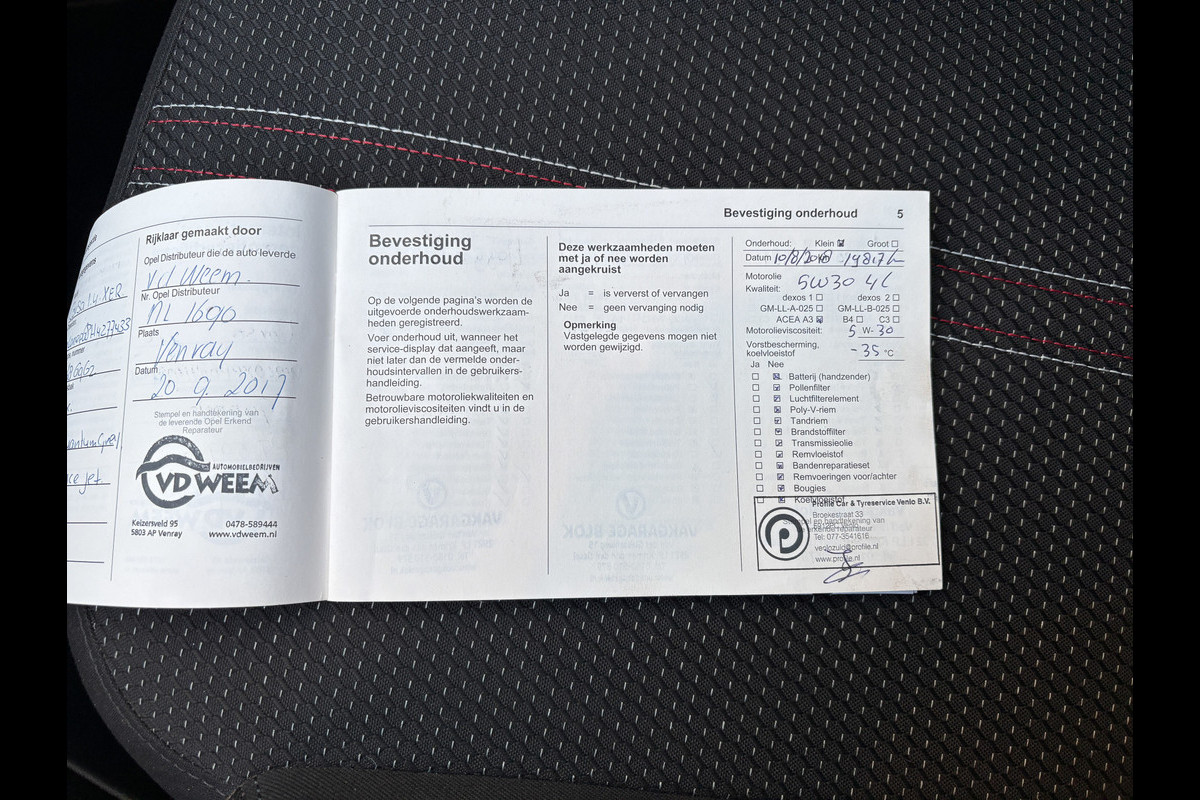 Rijklaar gemaakt door
Opel Distributeur die de auto leverde
vd Weem.
Nr. Opel Distributeur
NL 1690
Plaats
Venray
Datum
20 9. 2017
Stempel en handtekening van
de leverende Opel Erkend
Reparateur
AUTOMOBIELBEDRIJVEN
VD WEEM
Keizersveld 95
5803 AP Venray
0478-589444
www.vdweem.nl
Bevestiging onderhoud 5
Bevestiging
onderhoud
Op de volgende pagina's worden de
uitgevoerde onderhoudswerkzaam-
heden geregistreerd.
Voer onderhoud uit, wanneer het
service-display dat aangeeft, maar
niet later dan de vermelde onder-
houdsintervallen in de gebruikers-
handleiding.
Betrouwbare motoroliekwaliteiten en
motorolieviscositeiten vindt u in de
gebruikershandleiding.
Deze werkzaamheden moeten
met ja of nee worden
aangekruist
Ja = is ververst of vervangen
Nee = geen vervanging nodig
Opmerking
Vastgelegde gegevens mogen niet
worden gewijzigd.
Onderhoud: Klein Groot
Datum 10/8/2018
Motorolie 5W30 4L
Kwaliteit:
dexos 1 dexos 2
GM-LL-A-025 GM-LL-B-025
ACEA A3 B4 C3
Motorolieviscositeit: 5 W-30
Vorstbescherming,
koelvloeistof -35 °C
Ja Nee
Batterij (handzender)
Pollenfilter
Luchtfilterelement
Poly-V-riem
Tandriem
Brandstoffilter
Transmissieolie
Remvloeistof
Bandenreparatieset
Remvoeringen voor/achter
Bougies
Koelvloeistof
Profile Car & Tyreservice Venlo B.V.
Broekestraat 33
Tel: 077-3541616
venlozuid@profile.nl
www.profile.nl